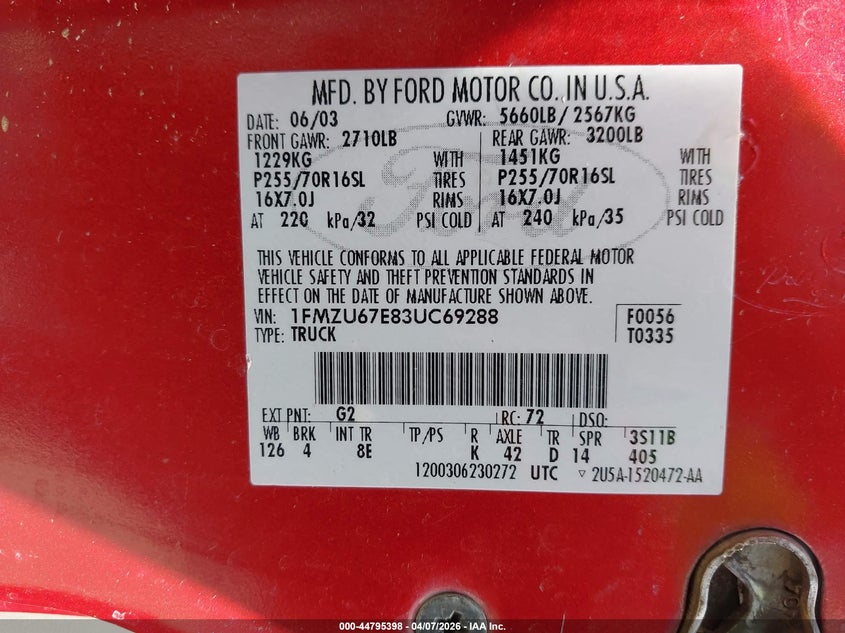 MFD. BY FORD MOTOR CO. IN U.S.A.
DATE: 06/03 GVWR: 5660LB/ 2567KG
FRONT GAWR: 2710LB REAR GAWR: 3200LB
1229KG WITH 1451KG WITH
P255/70R16SL TIRES P255/70R16SL TIRES
16X7.0J RIMS 16X7.0J RIMS
AT 220 kPa/32 PSI COLD AT 240 kPa/35 PSI COLD
Ford
THIS VEHICLE CONFORMS TO ALL APPLICABLE FEDERAL MOTOR
VEHICLE SAFETY AND THEFT PREVENTION STANDARDS IN
EFFECT ON THE DATE OF MANUFACTURE SHOWN ABOVE.
VIN: 1FMZU67E83UC69288 F0056
TYPE: TRUCK T0335
EXT PNT: G2 RC: 72 DSO:
WB BRK INT TR TP/PS R AXLE TR SPR 3S11B
126 4 8E K 42 D 14 405
1200306230272 UTC ▿ 2U5A-1520472-AA
000-44795398 - 04/07/2026 - IAA Inc.